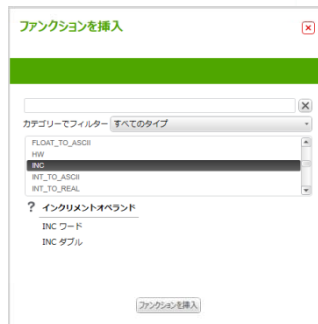 ファンクションを挿入
カテゴリーでフィルター すべてのタイプ
FLOAT_TO_ASCII
HW
INC
INT_TO_ASCII
INT_TO_REAL
? インクリメントオペランド
INC ワード
INC ダブル
ファンクションを挿入